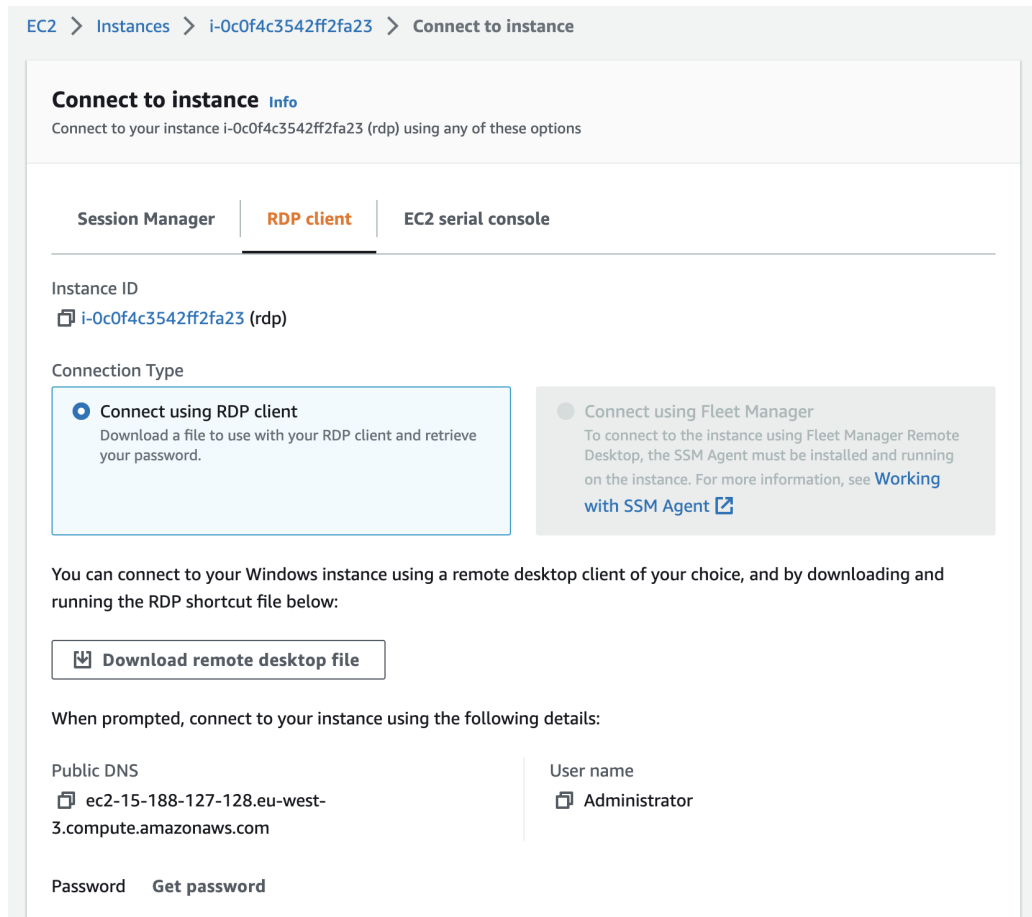 EC2 > Instances > i-0c0f4c3542ff2fa23 > Connect to instance
Connect to instance Info
Connect to your instance i-0c0f4c3542ff2fa23 (rdp) using any of these options
Session Manager RDP client EC2 serial console
Instance ID
i-0c0f4c3542ff2fa23 (rdp)
Connection Type
Connect using RDP client
Download a file to use with your RDP client and retrieve
your password.
Connect using Fleet Manager
To connect to the instance using Fleet Manager Remote
Desktop, the SSM Agent must be installed and running
on the instance. For more information, see Working
with SSM Agent
You can connect to your Windows instance using a remote desktop client of your choice, and by downloading and
running the RDP shortcut file below:
Download remote desktop file
When prompted, connect to your instance using the following details:
Public DNS
ec2-15-188-127-128.eu-west-
3.compute.amazonaws.com
User name
Administrator
Password Get password